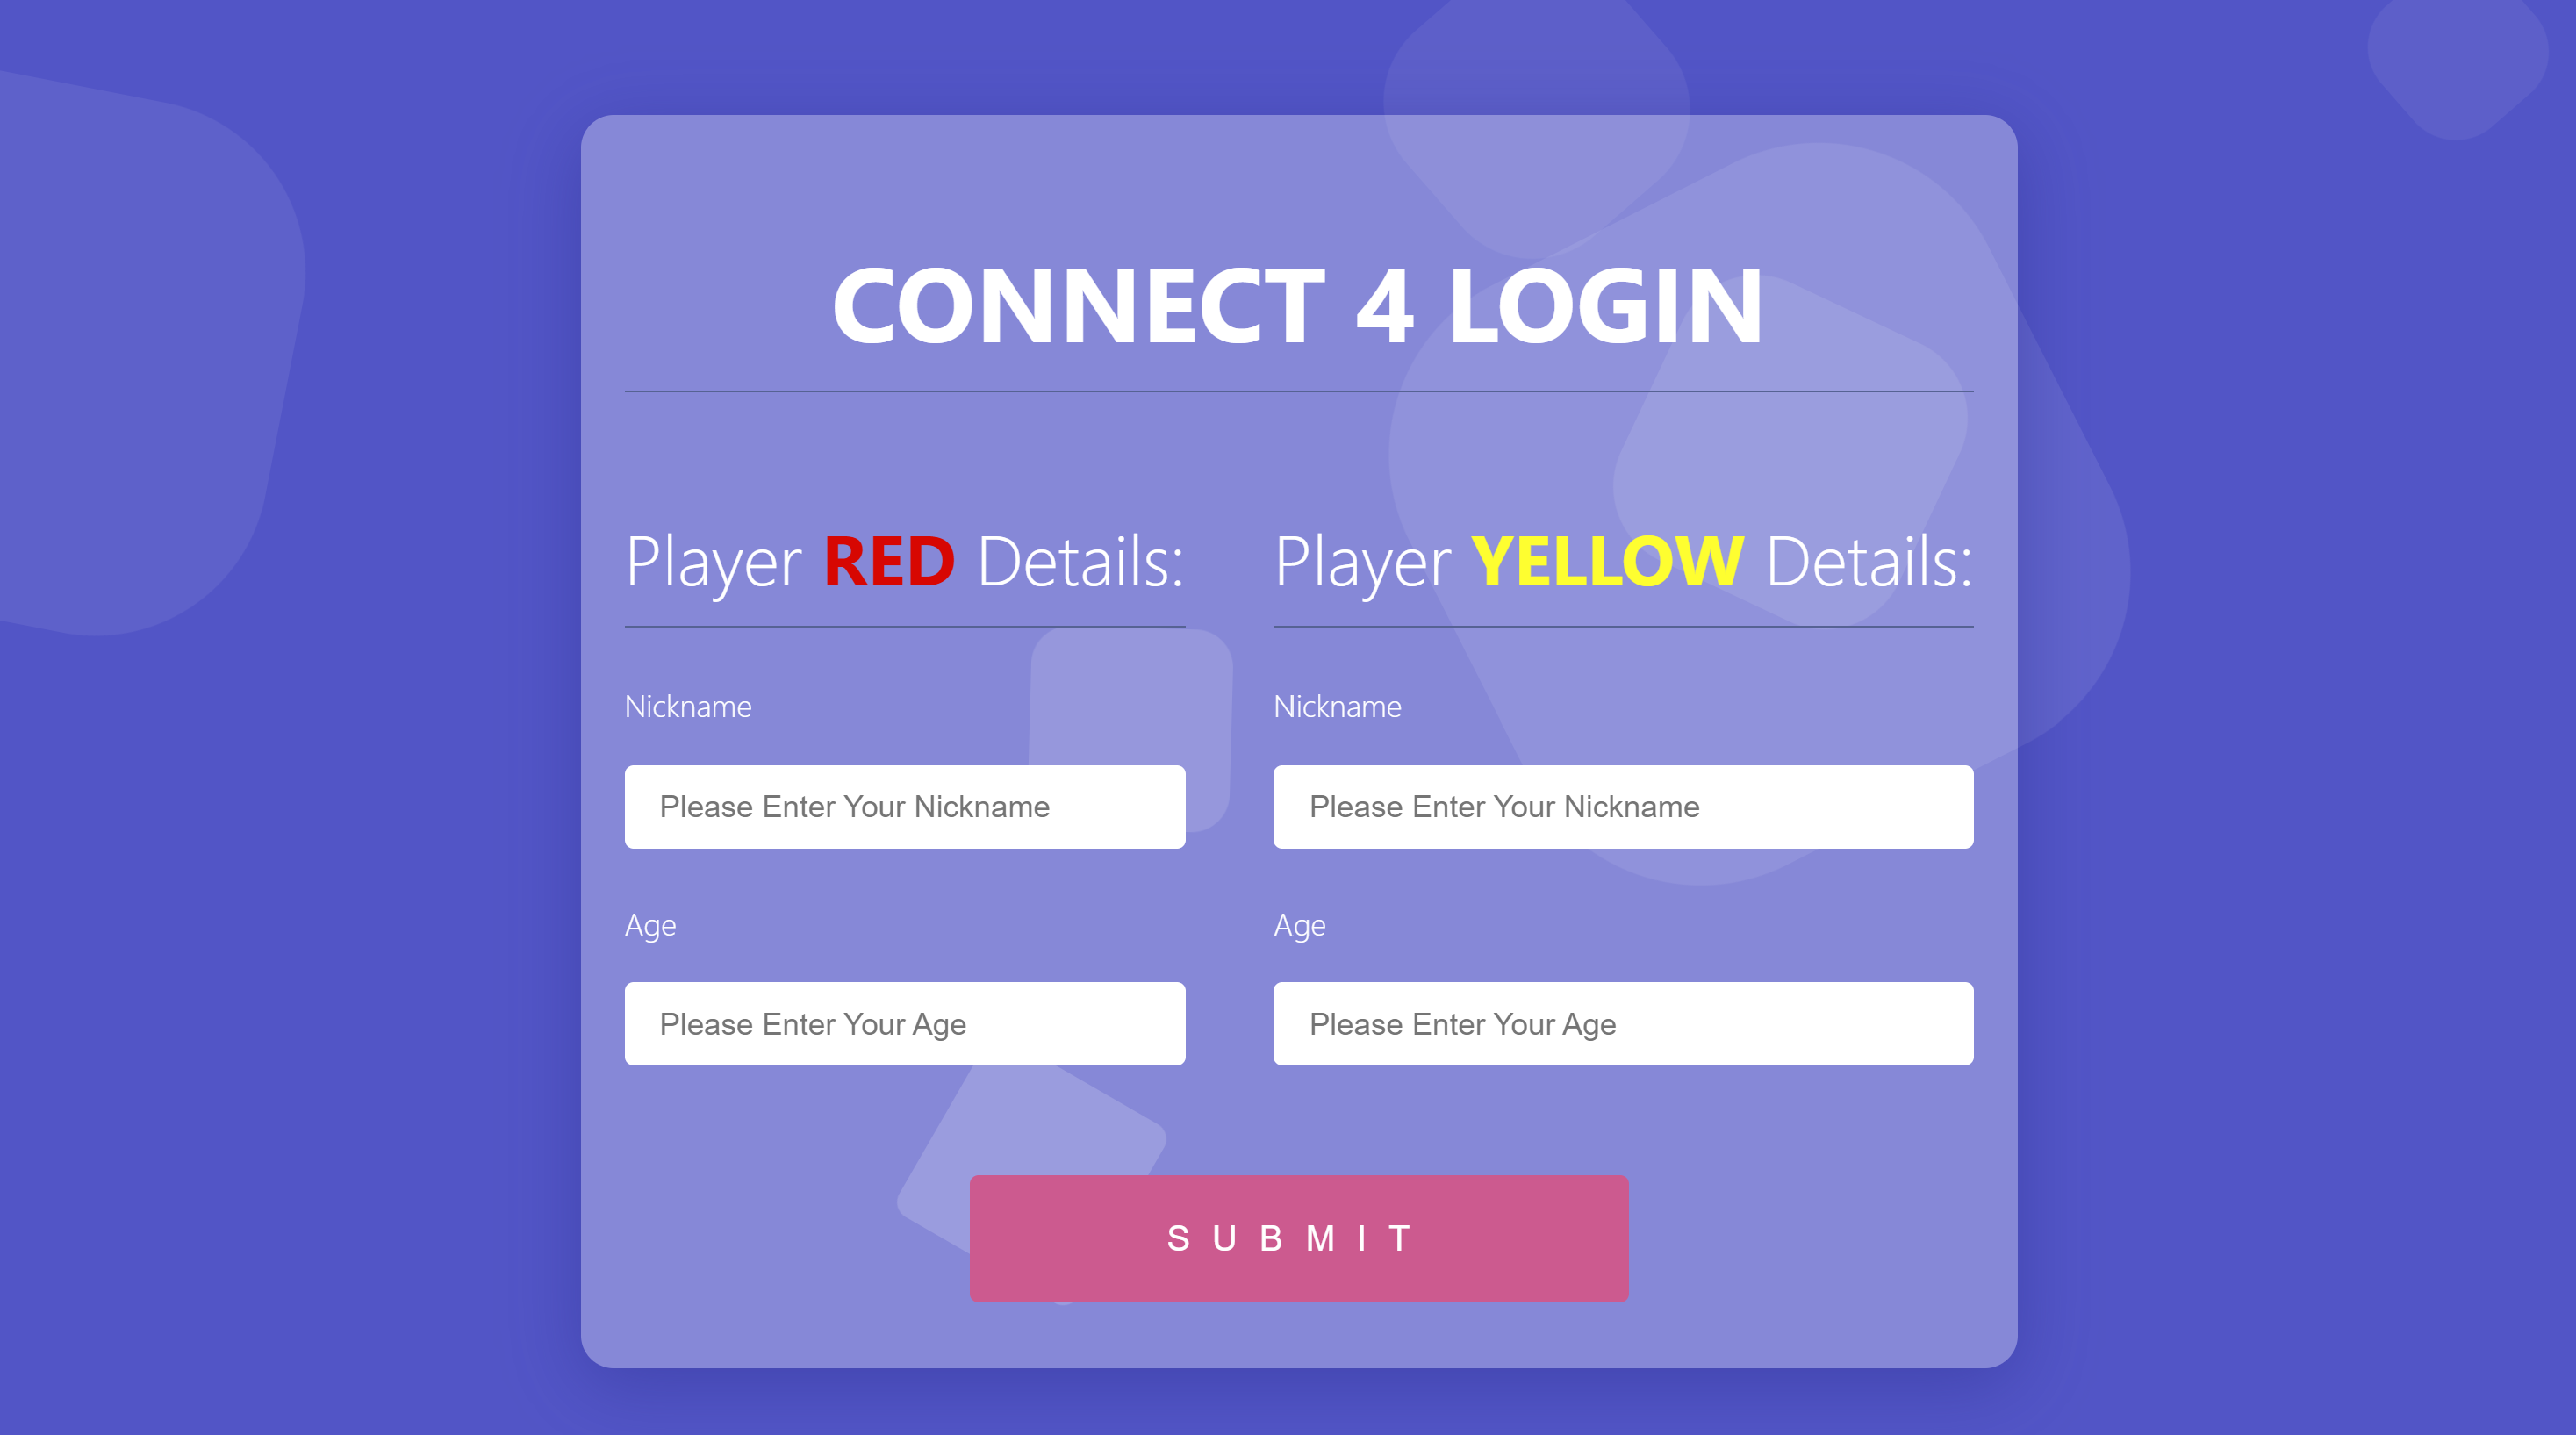 CONNECT 4 LOGIN
Player RED Details:
Nickname
Please Enter Your Nickname
Age
Please Enter Your Age
Player YELLOW Details:
Nickname
Please Enter Your Nickname
Age
Please Enter Your Age
SUBMIT